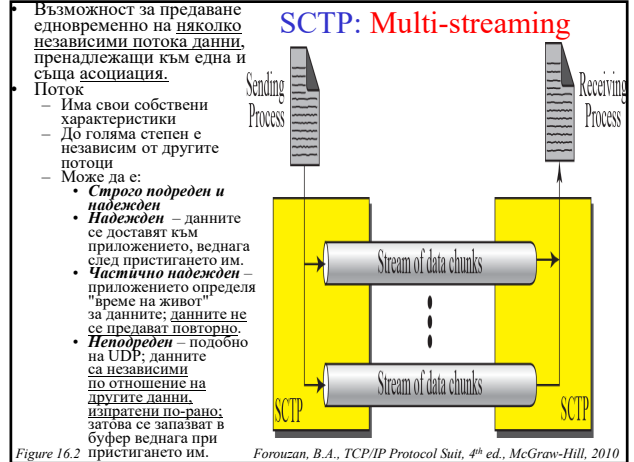 SCTP: Multi-streaming
• Възможност за предаване
едновременно на няколко
независими потока данни,
пренадлежащи към една и
съща асоциация.
• Поток
– Има свои собствени
характеристики
– До голяма степен е
независим от другите
потоци
– Може да е:
• Строго подреден и
надежден
• Надежден – данните
се доставят към
приложението, веднага
след пристигането им.
• Частично надежден –
приложението определя
"време на живот"
за данните; данните не
се предават повторно.
• Неподреден – подобно
на UDP; данните
са независими
по отношение на
другите данни,
изпратени по-рано;
затова се запазват в
буфер веднага при
пристигането им.
Sending
Process
Receiving
Process
Stream of data chunks
Stream of data chunks
SCTP
SCTP
Figure 16.2
Forouzan, B.A., TCP/IP Protocol Suit, 4th ed., McGraw-Hill, 2010